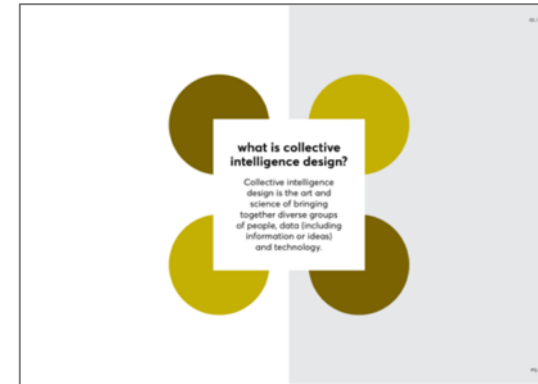 what is collective
intelligence design?
Collective intelligence
design is the art and
science of bringing
together diverse groups
of people, data (including
information or ideas)
and technology.